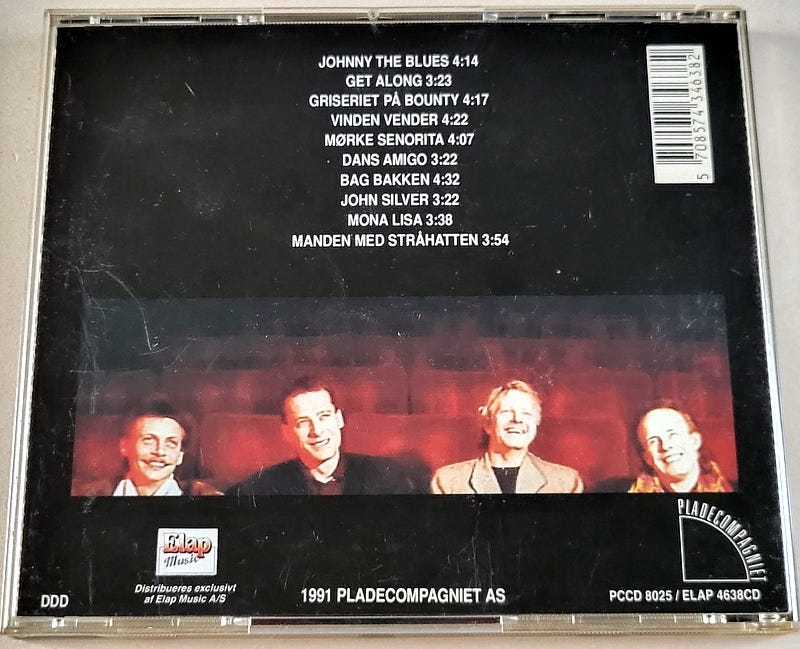 JOHNNY THE BLUES 4:14
GET ALONG 3:23
GRISERIET PÅ BOUNTY 4:17
VINDEN VENDER 4:22
MØRKE SENORITA 4:07
DANS AMIGO 3:22
BAG BAKKEN 4:32
JOHN SILVER 3:22
MONA LISA 3:38
MANDEN MED STRÅHATTEN 3:54
5 708574 346382
Elap
Music
Distribueres exclusivt
af Elap Music A/S
DDD
1991 PLADECOMPAGNIET AS
PLADECOMPAGNIET
PCCD 8025 / ELAP 4638CD